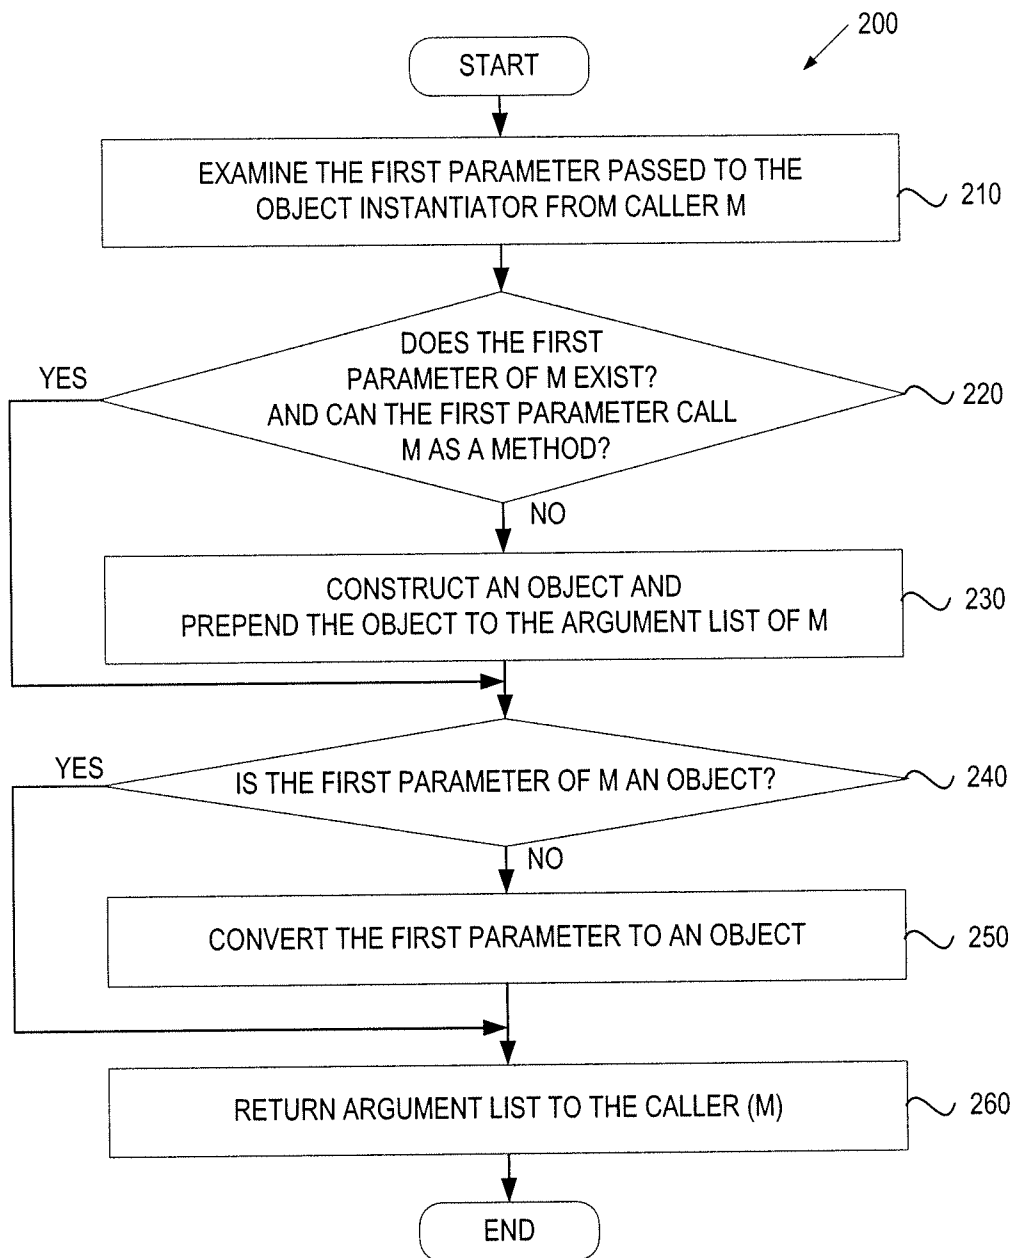 200
START
EXAMINE THE FIRST PARAMETER PASSED TO THE
OBJECT INSTANTIATOR FROM CALLER M
210
DOES THE FIRST
PARAMETER OF M EXIST?
AND CAN THE FIRST PARAMETER CALL
M AS A METHOD?
YES
220
NO
CONSTRUCT AN OBJECT AND
PREPEND THE OBJECT TO THE ARGUMENT LIST OF M
230
YES
IS THE FIRST PARAMETER OF M AN OBJECT?
240
NO
CONVERT THE FIRST PARAMETER TO AN OBJECT
250
RETURN ARGUMENT LIST TO THE CALLER (M)
260
END